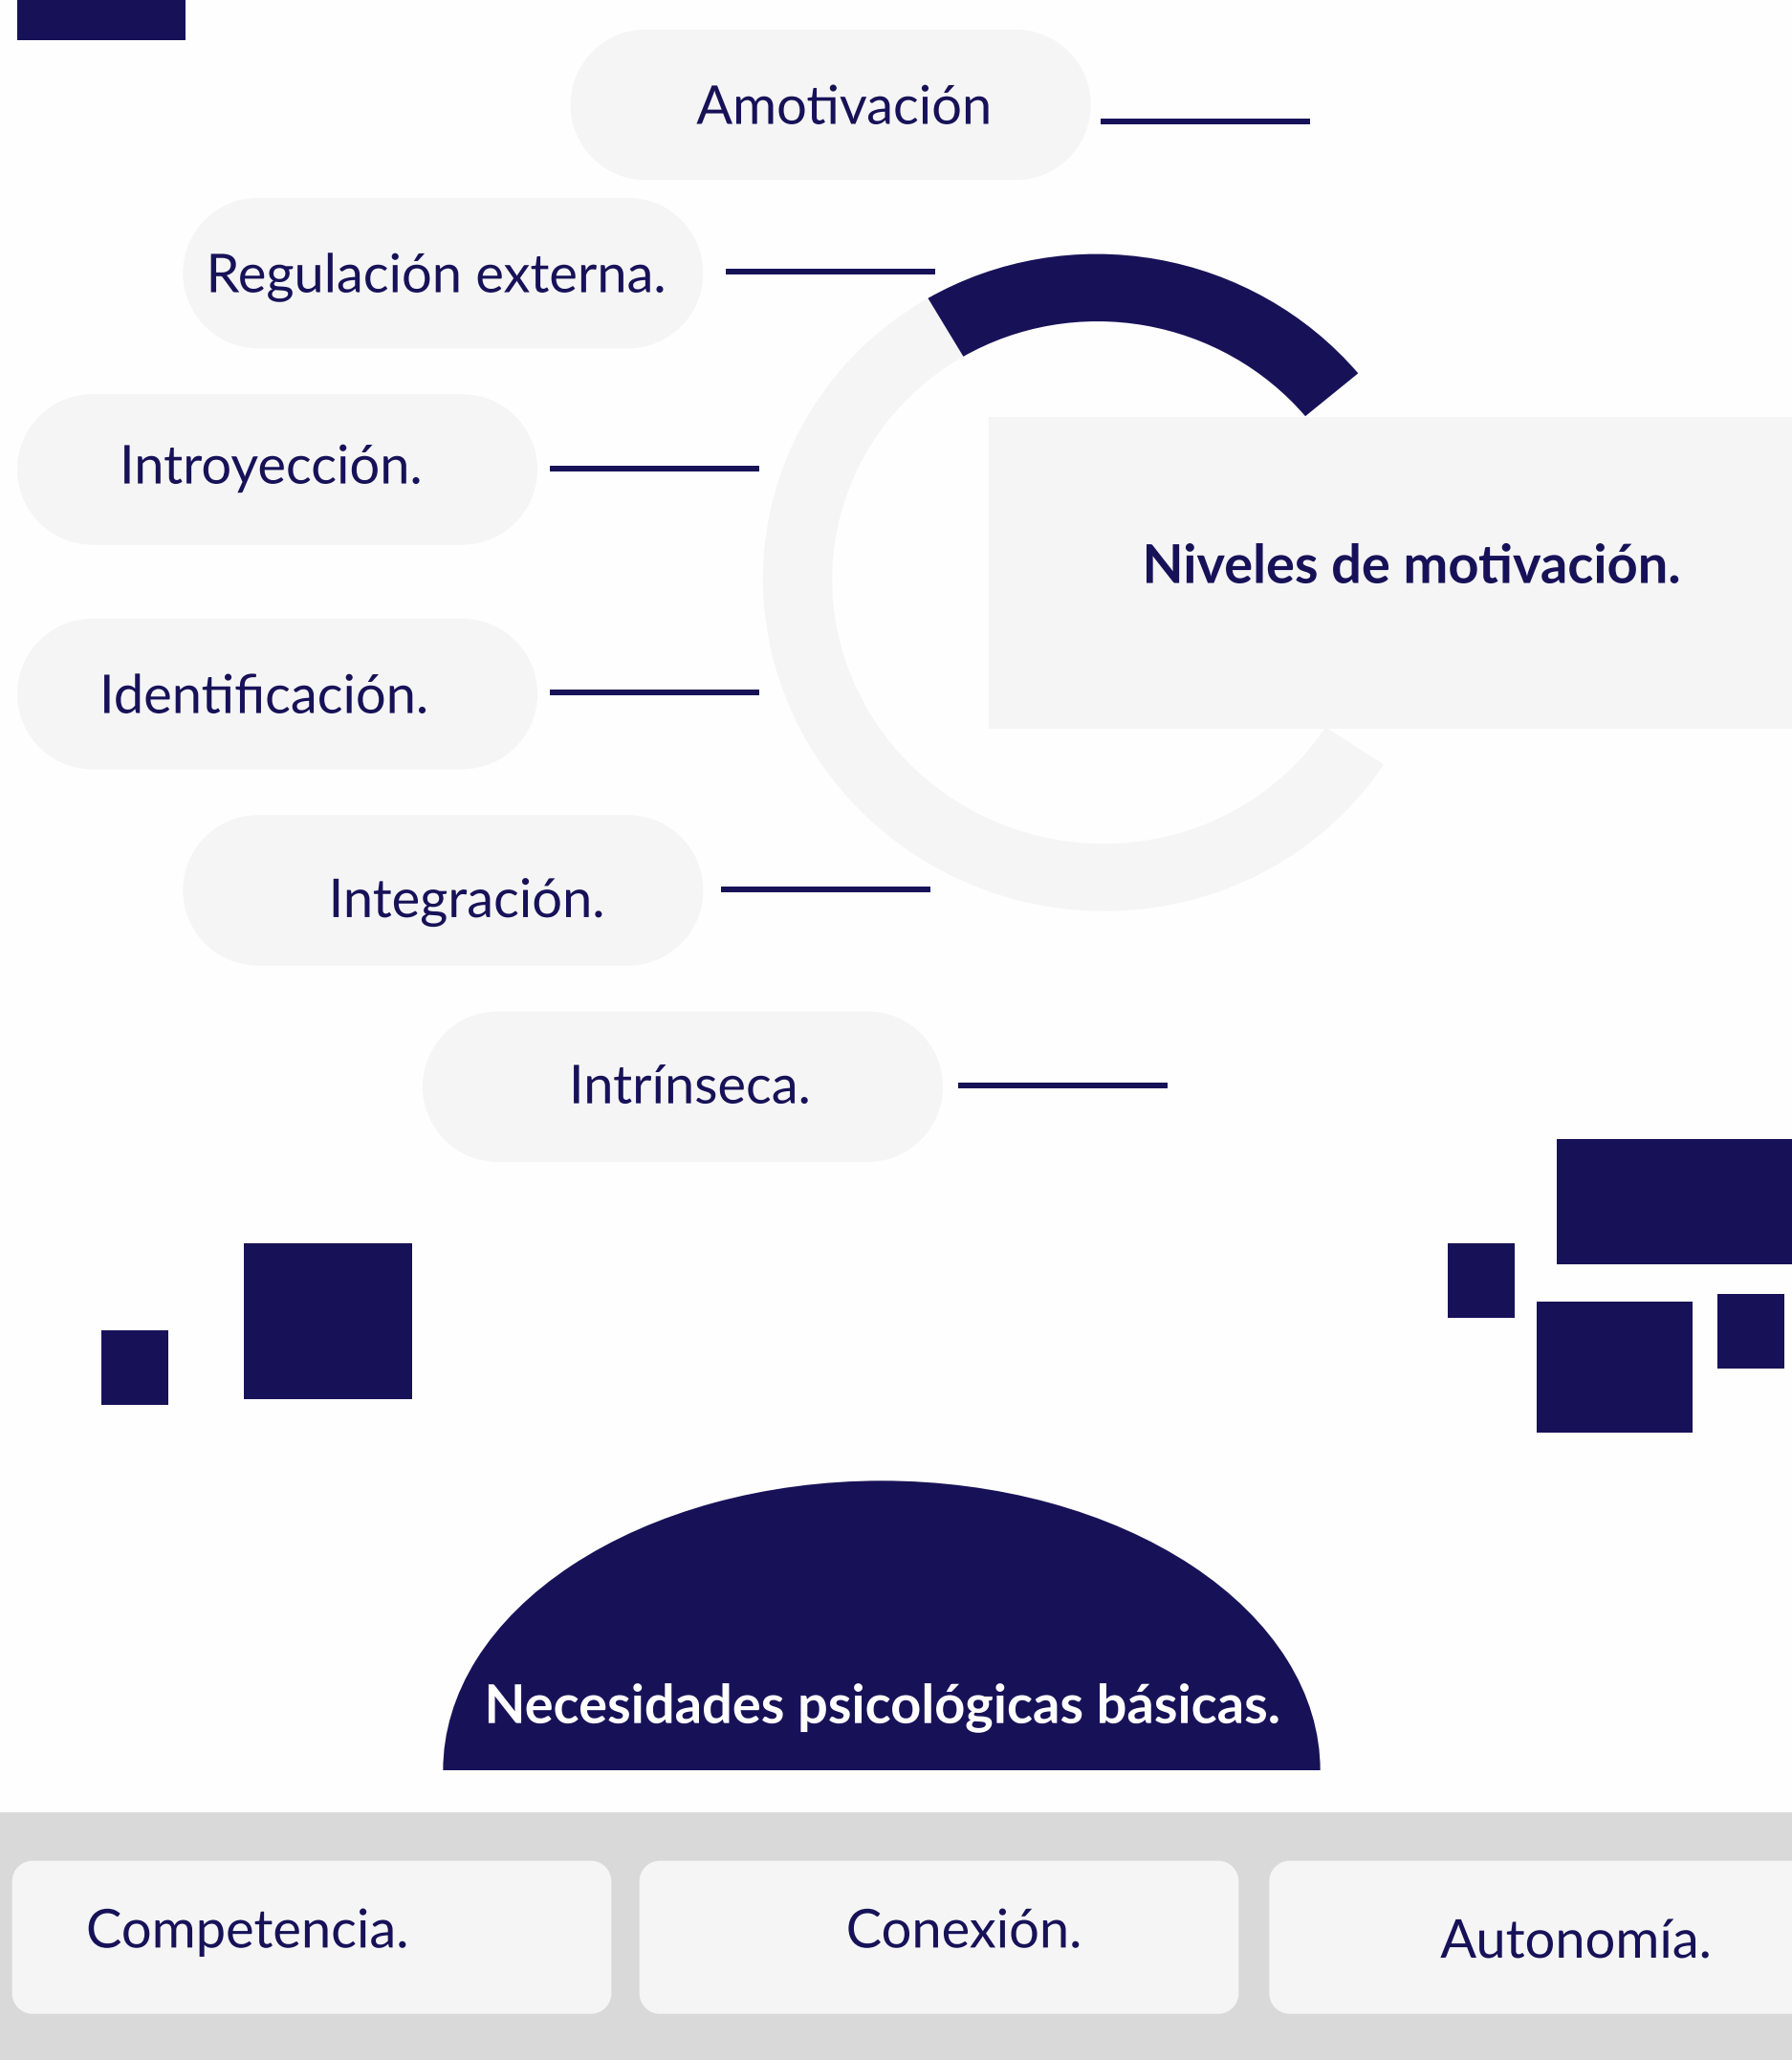 Amotivación
Regulación externa.
Introyección.
Niveles de motivación.
Identificación.
Integración.
Intrínseca.
Necesidades psicológicas básicas.
Competencia.
Conexión.
Autonomía.